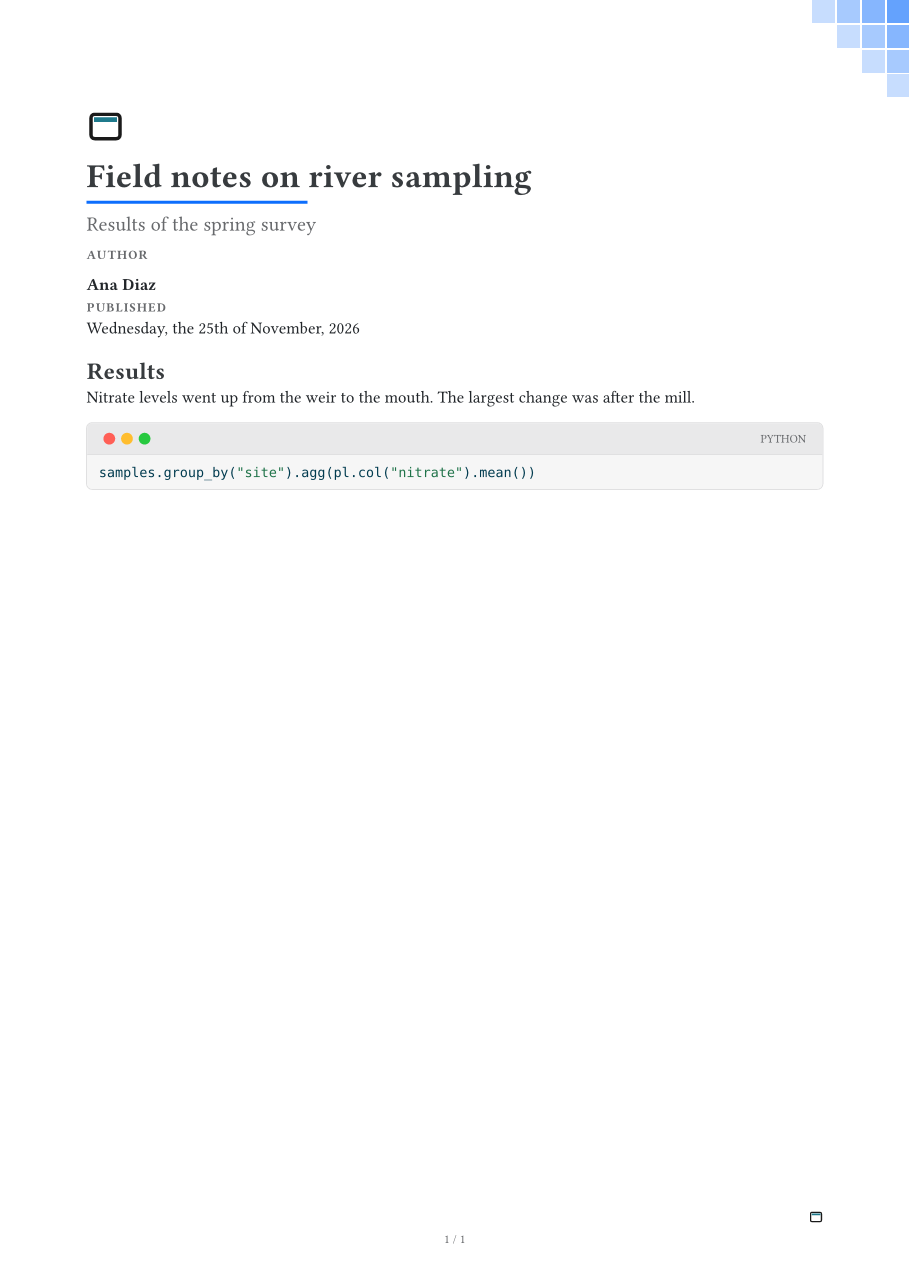 Field notes on river sampling
Results of the spring survey
AUTHOR
Ana Diaz
PUBLISHED
Wednesday, the 25th of November, 2026
Results
Nitrate levels went up from the weir to the mouth. The largest change was after the mill.
PYTHON
samples.group_by("site").agg(pl.col("nitrate").mean())
1 / 1